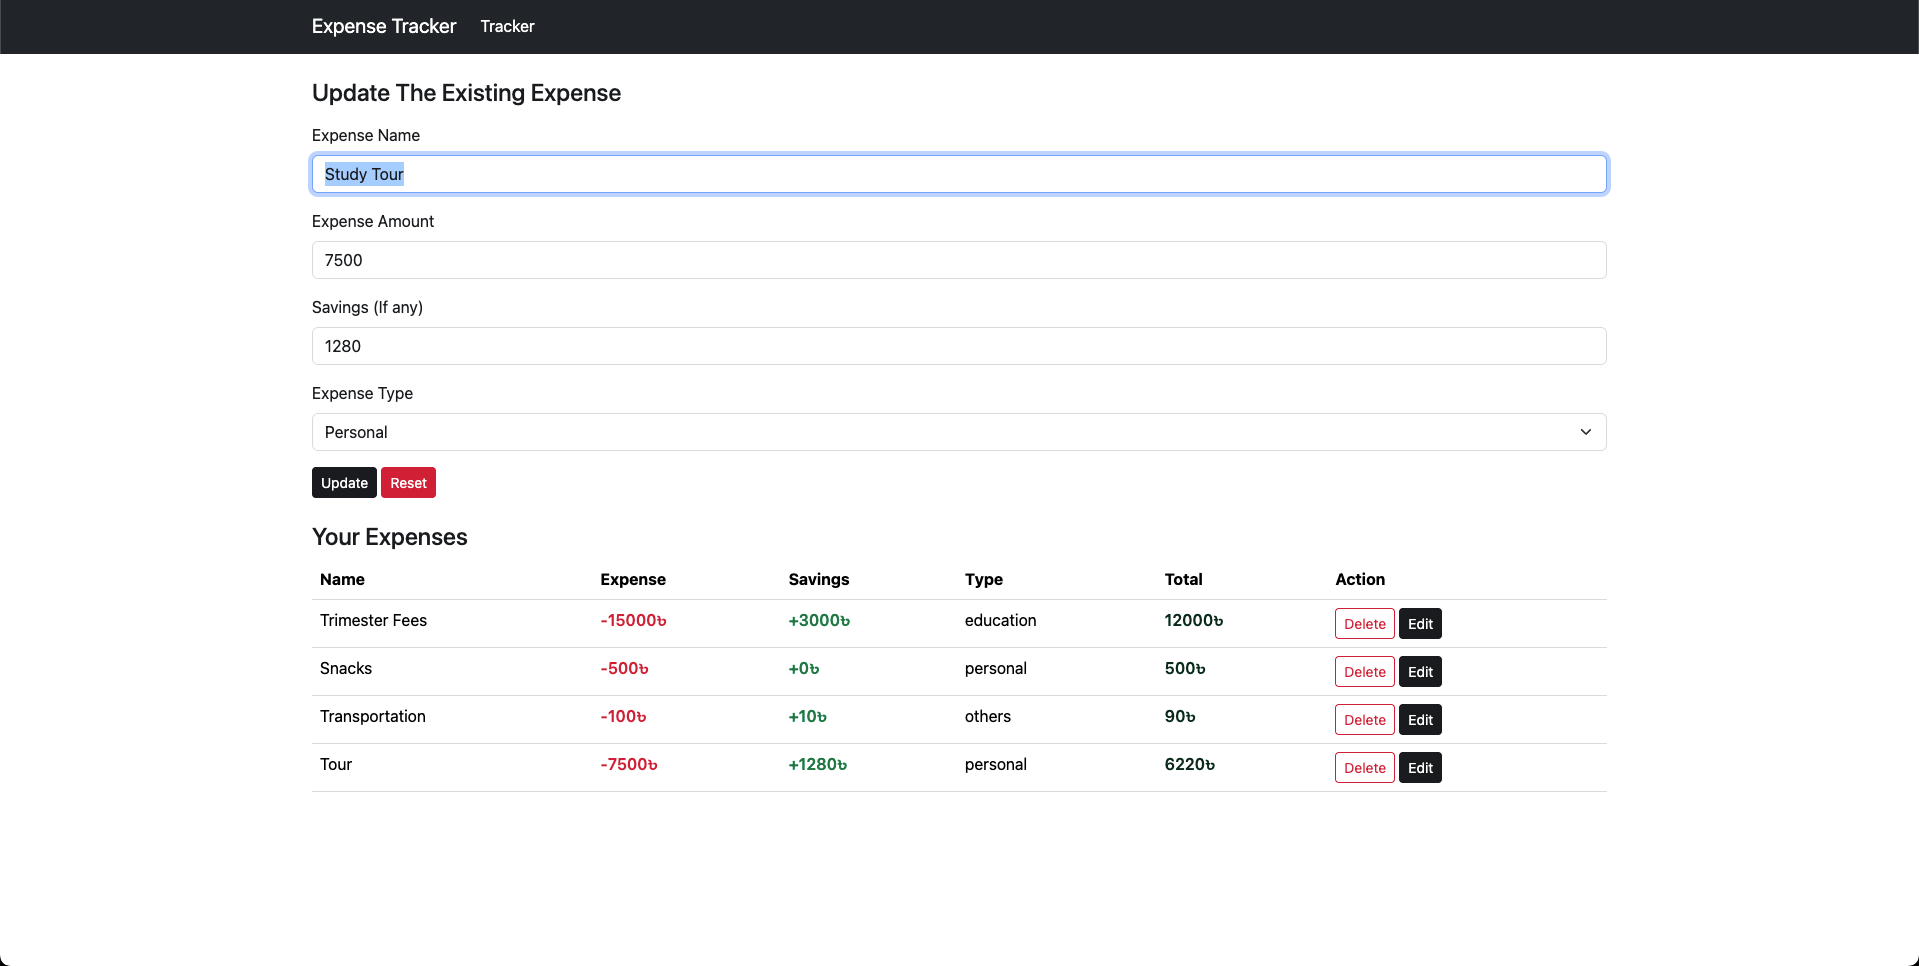 Expense Tracker Tracker
Update The Existing Expense
Expense Name
Study Tour
Expense Amount
7500
Savings (If any)
1280
Expense Type
Personal
Update Reset
Your Expenses
Name Expense Savings Type Total Action
Trimester Fees -15000৳ +3000৳ education 12000৳ Delete Edit
Snacks -500৳ +0৳ personal 500৳ Delete Edit
Transportation -100৳ +10৳ others 90৳ Delete Edit
Tour -7500৳ +1280৳ personal 6220৳ Delete Edit